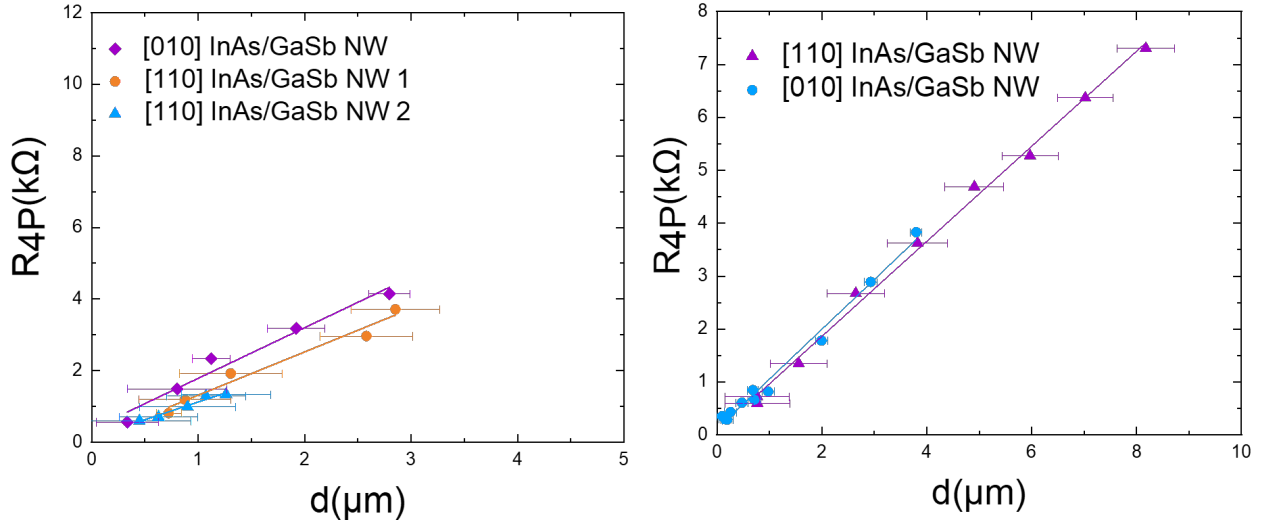 12
10
8
6
4
2
0
R4P(kΩ)
[010] InAs/GaSb NW
[110] InAs/GaSb NW 1
[110] InAs/GaSb NW 2
0 1 2 3 4 5
d(μm)
8
7
6
5
4
3
2
1
0
R4P(kΩ)
[110] InAs/GaSb NW
[010] InAs/GaSb NW
0 2 4 6 8 10
d(μm)